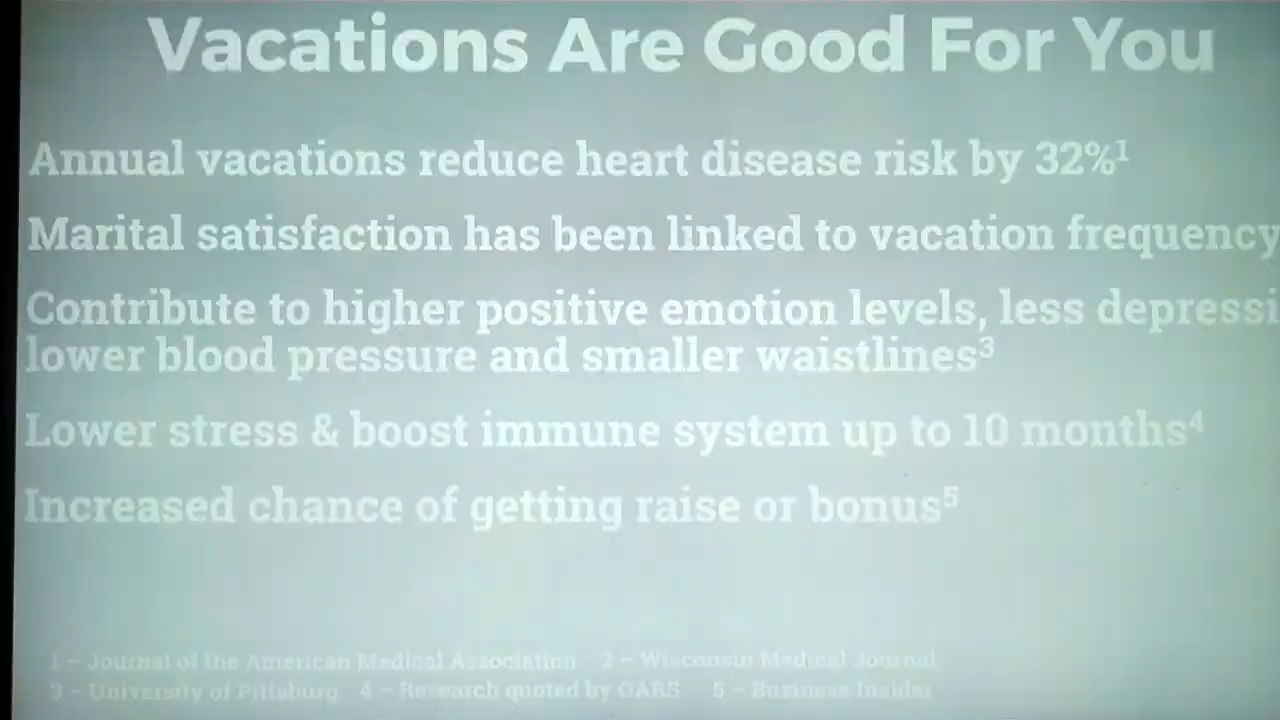 Vacations Are Good For You
Annual vacations reduce heart disease risk by 32%¹
Marital satisfaction has been linked to vacation frequency
Contribute to higher positive emotion levels, less depressi
lower blood pressure and smaller waistlines³
Lower stress & boost immune system up to 10 months⁴
Increased chance of getting raise or bonus⁵
1 – Journal of the American Medical Association 2 – Wisconsin Medical Journal
3 – University of Pittsburg 4 – Research quoted by OARS 5 – Business Insider